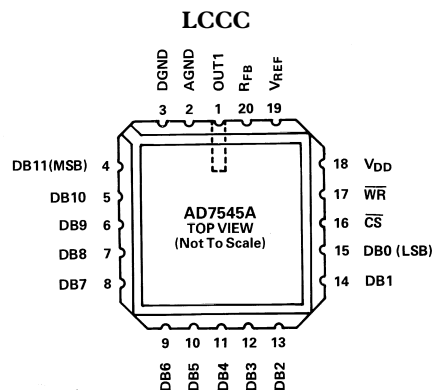 LCCC
DGND AGND OUT1 RFB VREF
3 2 1 20 19
DB11(MSB) 4
DB10 5
DB9 6
DB8 7
DB7 8
AD7545A
TOP VIEW
(Not To Scale)
18 VDD
17 WR
16 CS
15 DB0 (LSB)
14 DB1
9 10 11 12 13
DB6 DB5 DB4 DB3 DB2